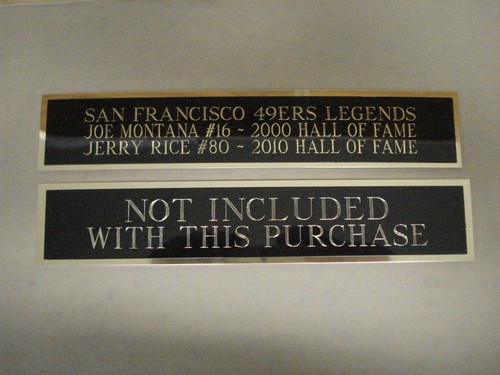 SAN FRANCISCO 49ERS LEGENDS
JOE MONTANA #16 ~ 2000 HALL OF FAME
JERRY RICE #80 ~ 2010 HALL OF FAME
NOT INCLUDED
WITH THIS PURCHASE